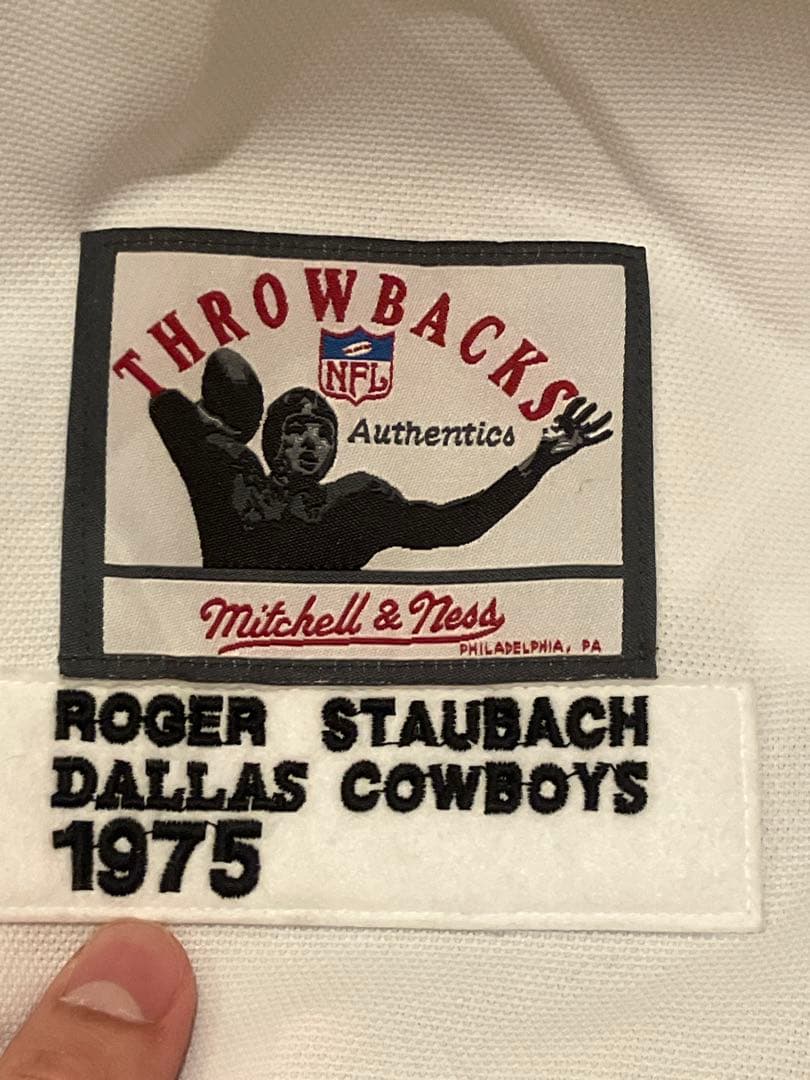 THROWBACKS
NFL
Authentics
Mitchell & Ness
PHILADELPHIA, PA
ROGER STAUBACH
DALLAS COWBOYS
1975